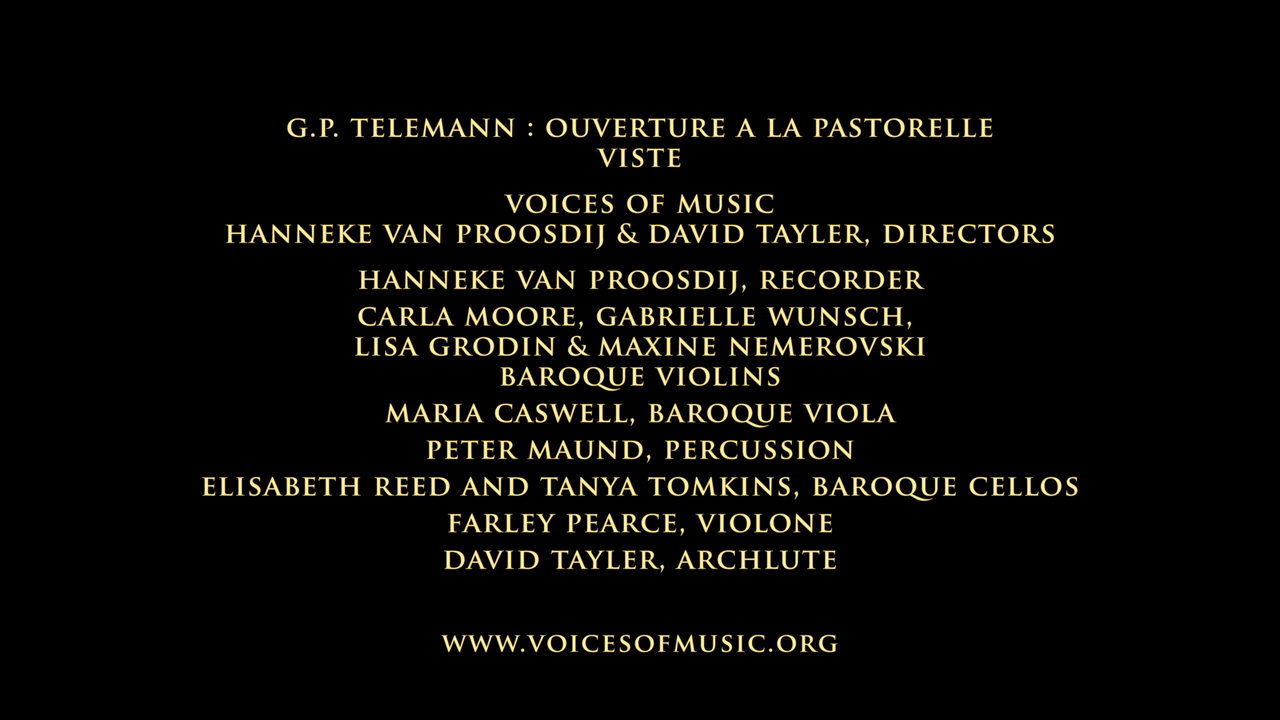 G.P. TELEMANN : OUVERTURE A LA PASTORELLE
VISTE
VOICES OF MUSIC
HANNEKE VAN PROOSDIJ & DAVID TAYLER, DIRECTORS
HANNEKE VAN PROOSDIJ, RECORDER
CARLA MOORE, GABRIELLE WUNSCH,
LISA GRODIN & MAXINE NEMEROVSKI
BAROQUE VIOLINS
MARIA CASWELL, BAROQUE VIOLA
PETER MAUND, PERCUSSION
ELISABETH REED AND TANYA TOMKINS, BAROQUE CELLOS
FARLEY PEARCE, VIOLONE
DAVID TAYLER, ARCHLUTE
WWW.VOICESOFMUSIC.ORG